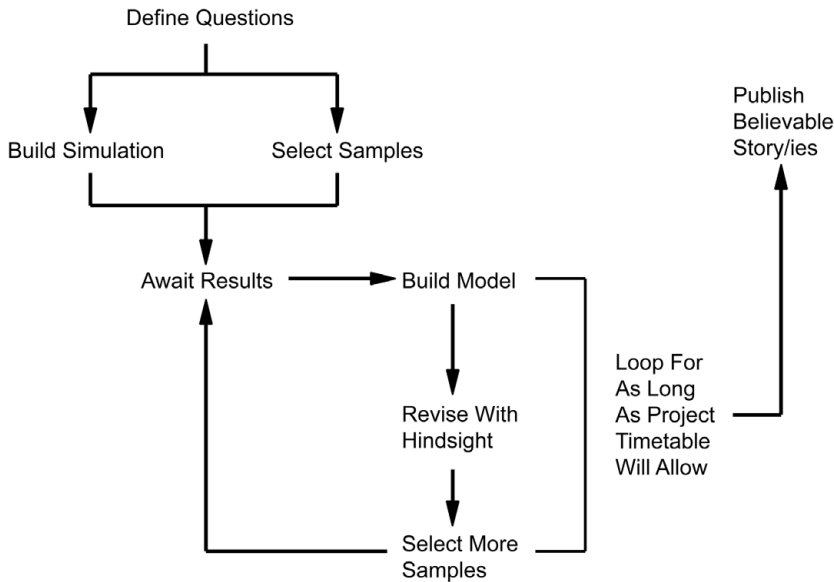 Define Questions
Build Simulation
Select Samples
Publish
Believable
Story/ies
Await Results
Build Model
Revise With
Hindsight
Select More
Samples
Loop For
As Long
As Project
Timetable
Will Allow